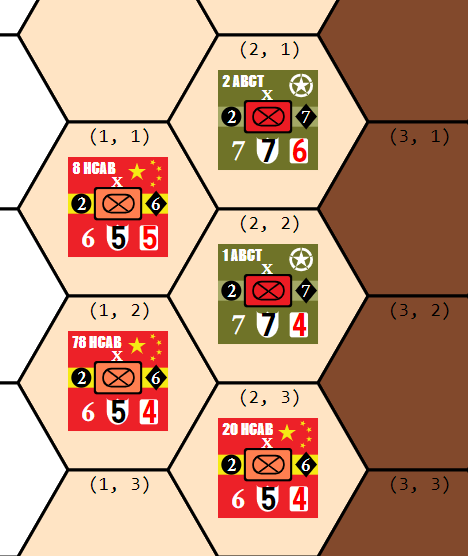 (2, 1)
2 ABCT
X
2 7
7 7 6
(1, 1)
(3, 1)
8 HCAB
X
2 6
6 5 5
(2, 2)
1 ABCT
X
2 7
7 7 4
(1, 2)
(3, 2)
78 HCAB
X
2 6
6 5 4
(2, 3)
20 HCAB
X
2 6
6 5 4
(1, 3)
(3, 3)